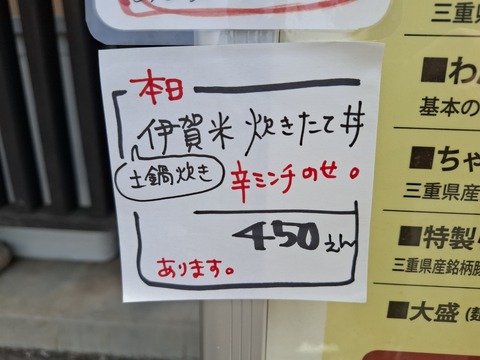 本日
伊賀米 炊きたて丼
土鍋炊き
辛ミンチのせ。
450えん
あります。
三重県
■わ
基本の
■ちゃ
三重県産
■特製
三重県産銘柄豚
■大盛(麺